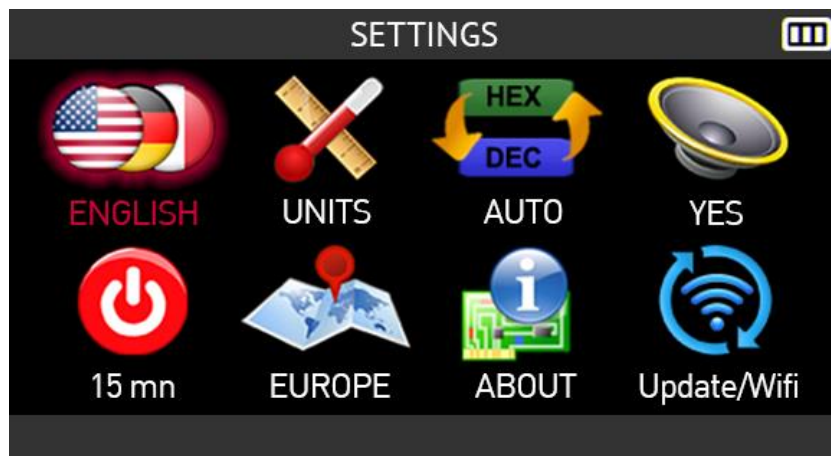 SETTINGS
HEX
DEC
ENGLISH UNITS AUTO YES
15 mn EUROPE ABOUT Update/Wifi